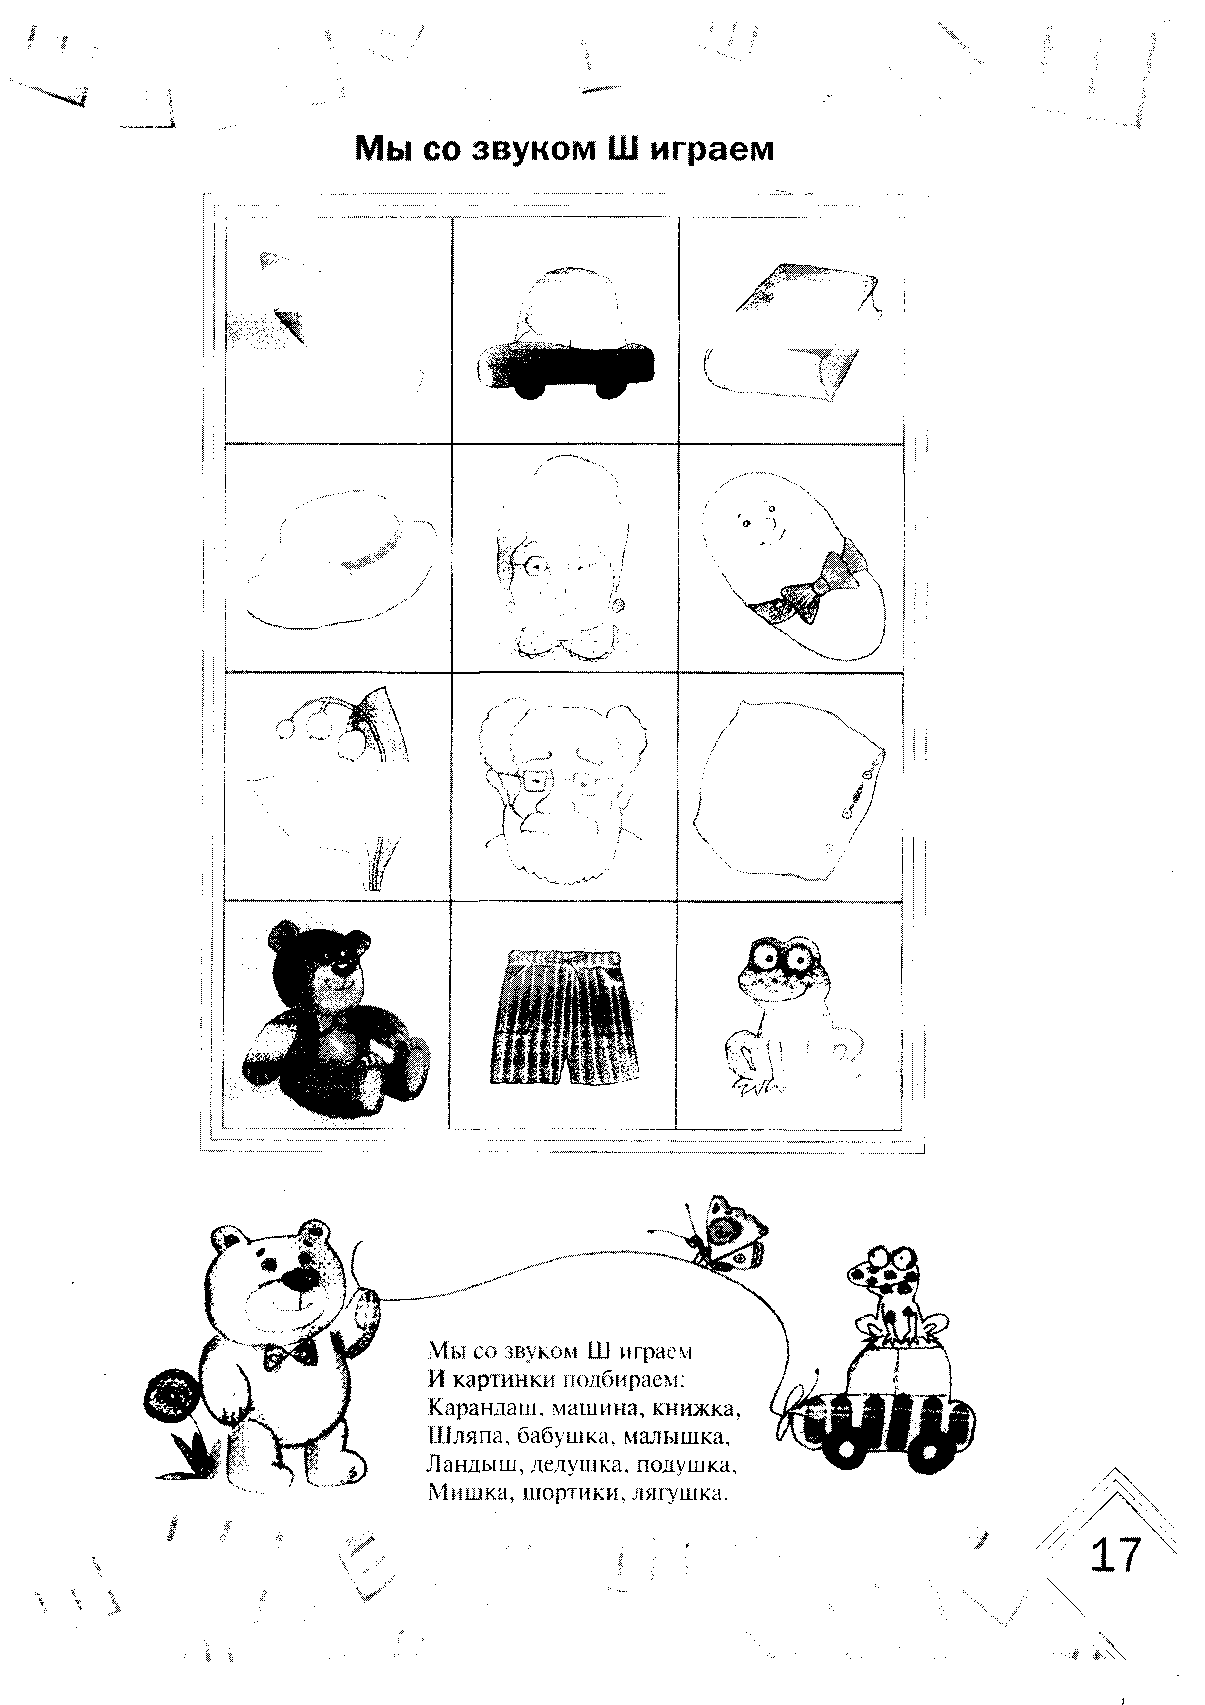 Мы со звуком Ш играем
Мы со звуком Ш играем
И картинки подбираем:
Карандаш, машина, книжка,
Шляпа, бабушка, малышка,
Ландыш, дедушка, подушка,
Мишка, шортики, лягушка.
17